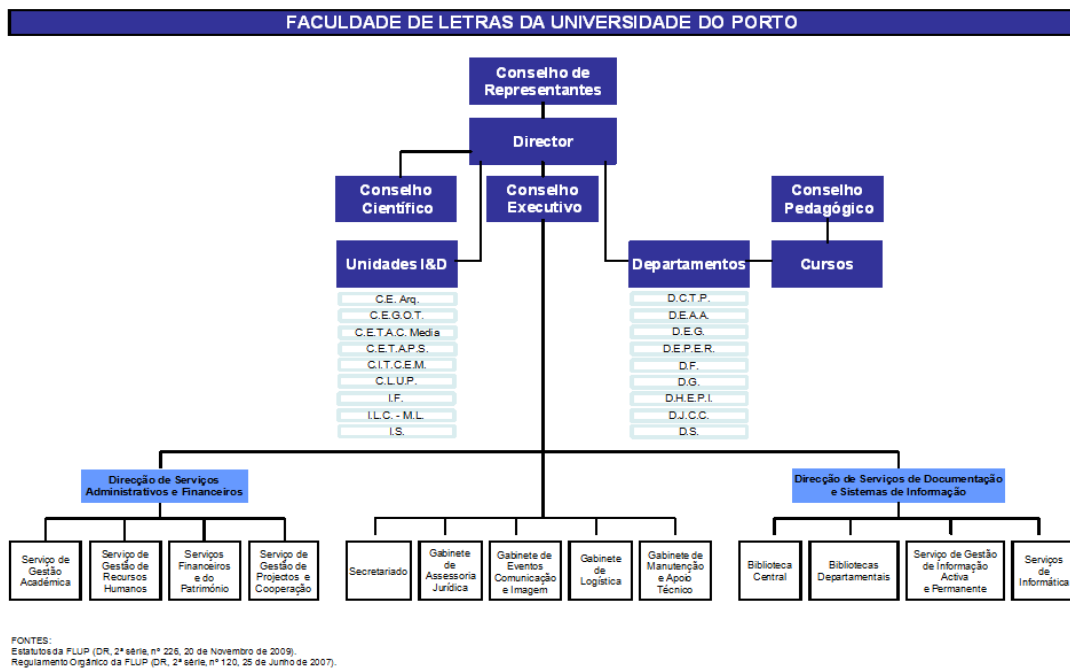 FACULDADE DE LETRAS DA UNIVERSIDADE DO PORTO
Conselho de
Representantes
Director
Conselho
Científico
Conselho
Executivo
Conselho
Pedagógico
Unidades I&D
Departamentos
Cursos
C.E. Arq.
C.E.G.O.T.
C.E.T.A.C. Media
C.E.T.A.P.S.
C.I.T.C.E.M.
C.L.U.P.
I.F.
I.L.C. - M.L.
I.S.
D.C.T.P.
D.E.A.A.
D.E.G.
D.E.P.E.R.
D.F.
D.G.
D.H.E.P.I.
D.J.C.C.
D.S.
Direcção de Serviços
Administrativos e Financeiros
Direcção de Serviços de Documentação
e Sistemas de Informação
Serviço de
Gestão
Académica
Serviço de
Gestão de
Recursos
Humanos
Serviços
Financeiros
e do
Património
Serviço de
Gestão de
Projectos e
Cooperação
Secretariado
Gabinete
de
Assessoria
Jurídica
Gabinete de
Eventos
Comunicação
e Imagem
Gabinete
de
Logística
Gabinete de
Manutenção
e Apoio
Técnico
Biblioteca
Central
Bibliotecas
Departamentais
Serviço de Gestão
de Informação
Activa
e Permanente
Serviços
de
Informática
FONTES:
Estatutos da FLUP (DR, 2ª série, nº 226, 20 de Novembro de 2009).
Regulamento Orgânico da FLUP (DR, 2ª série, nº 120, 25 de Junho de 2007).